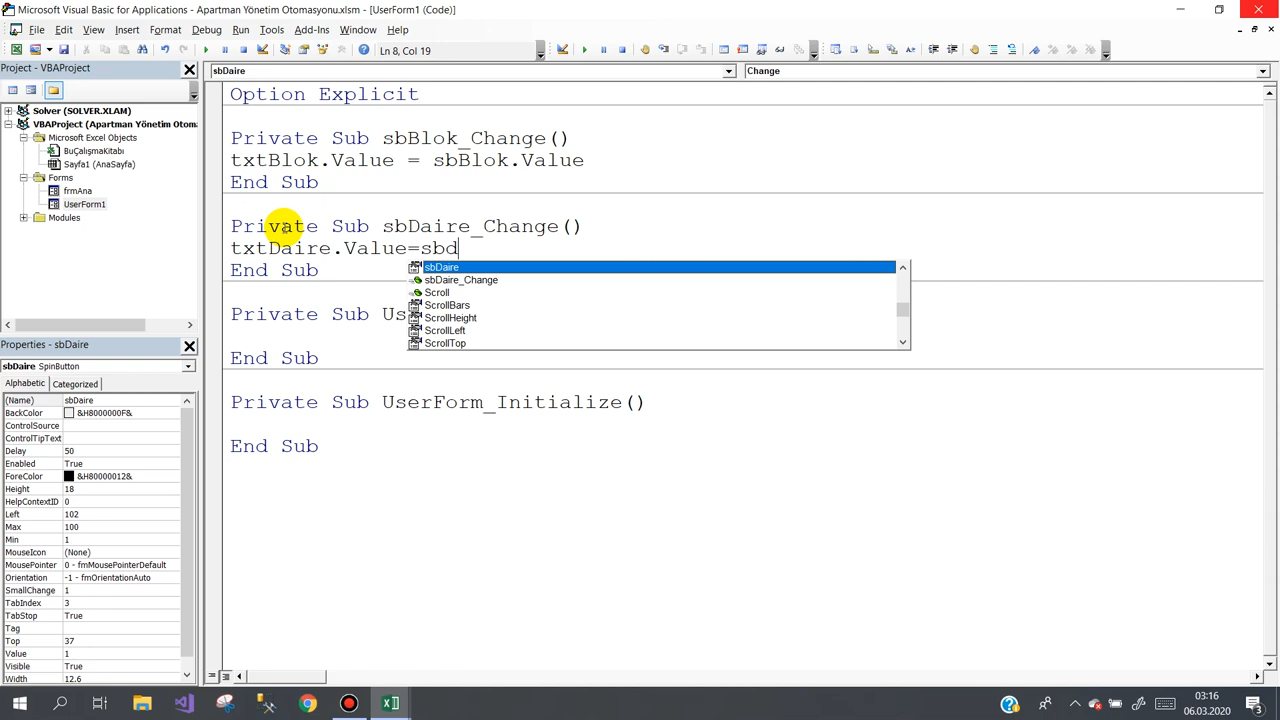 Microsoft Visual Basic for Applications - Apartman Yönetim Otomasyonu.xlsm - [UserForm1 (Code)]
File Edit View Insert Format Debug Run Tools Add-Ins Window Help
Ln 8, Col 19
Project - VBAProject
sbDaire
Change
Solver (SOLVER.XLAM)
VBAProject (Apartman Yönetim Otomas
Microsoft Excel Objects
BuÇalışmaKitabı
Sayfa1 (AnaSayfa)
Forms
frmAna
UserForm1
Modules
Option Explicit
Private Sub sbBlok_Change()
txtBlok.Value = sbBlok.Value
End Sub
Private Sub sbDaire_Change()
txtDaire.Value=sbd
End Sub
sbDaire
sbDaire_Change
Scroll
ScrollBars
ScrollHeight
ScrollLeft
ScrollTop
Private Sub Us
End Sub
Private Sub UserForm_Initialize()
End Sub
Properties - sbDaire
sbDaire SpinButton
Alphabetic Categorized
(Name) sbDaire
BackColor &H8000000F&
ControlSource
ControlTipText
Delay 50
Enabled True
ForeColor &H80000012&
Height 18
HelpContextID 0
Left 102
Max 100
Min 1
MouseIcon (None)
MousePointer 0 - fmMousePointerDefault
Orientation -1 - fmOrientationAuto
SmallChange 1
TabIndex 3
TabStop True
Tag
Top 37
Value 1
Visible True
Width 12.6
03:16
06.03.2020
3